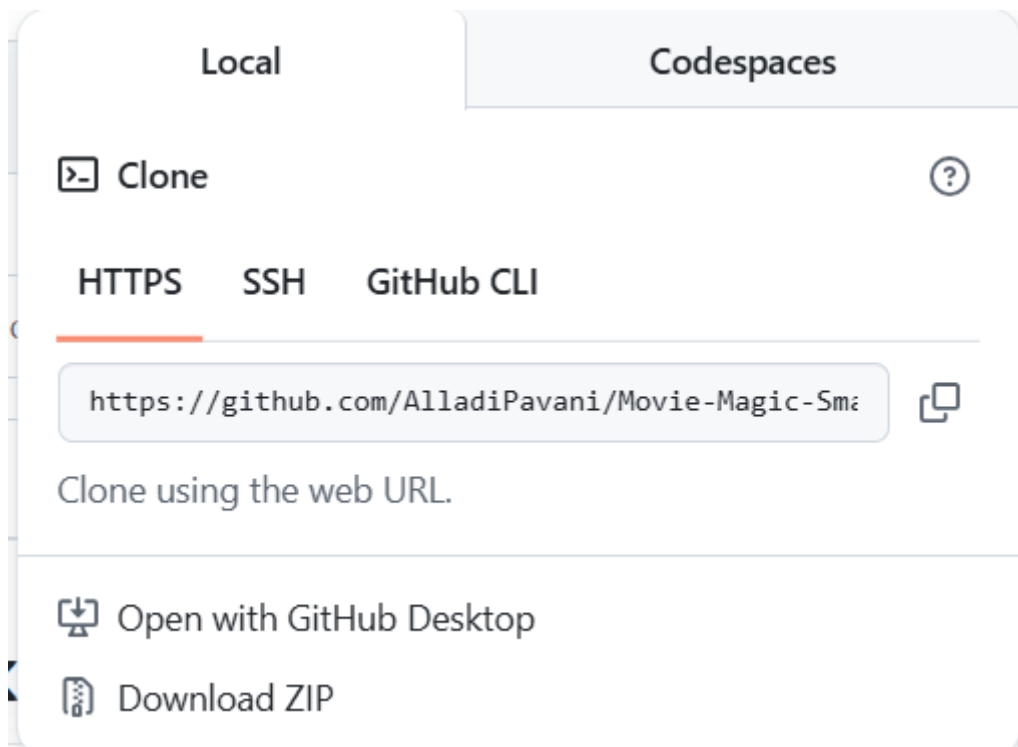 Local
Codespaces
Clone
HTTPS SSH GitHub CLI
https://github.com/AlladiPavani/Movie-Magic-Sma
Clone using the web URL.
Open with GitHub Desktop
Download ZIP